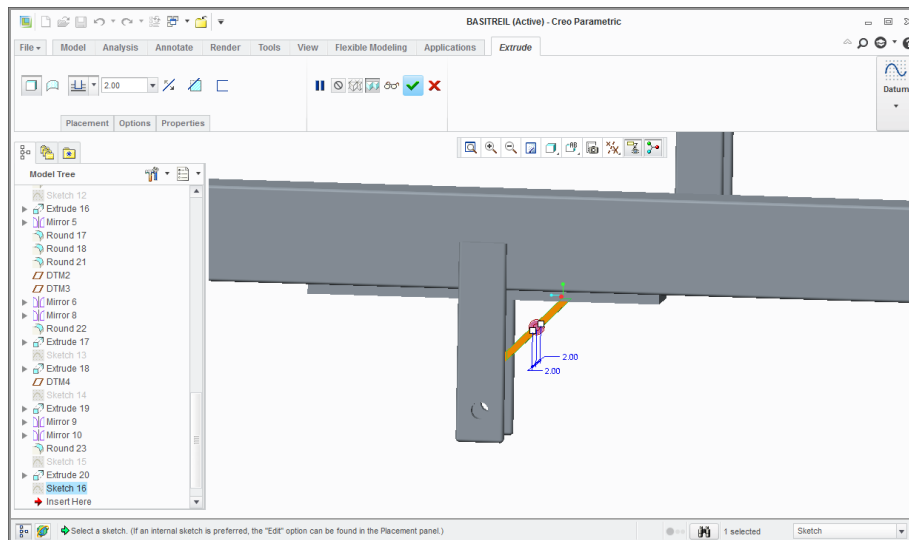 BASITREIL (Active) - Creo Parametric
File Model Analysis Annotate Render Tools View Flexible Modeling Applications Extrude
2.00
Datum
Placement Options Properties
Model Tree
Sketch 12
Extrude 16
Mirror 5
Round 17
Round 18
Round 21
DTM2
DTM3
Mirror 6
Mirror 8
Round 22
Extrude 17
Sketch 13
Extrude 18
DTM4
Sketch 14
Extrude 19
Mirror 9
Mirror 10
Round 23
Sketch 15
Extrude 20
Sketch 16
Insert Here
2.00
2.00
Select a sketch. (If an internal sketch is preferred, the "Edit" option can be found in the Placement panel.)
1 selected
Sketch